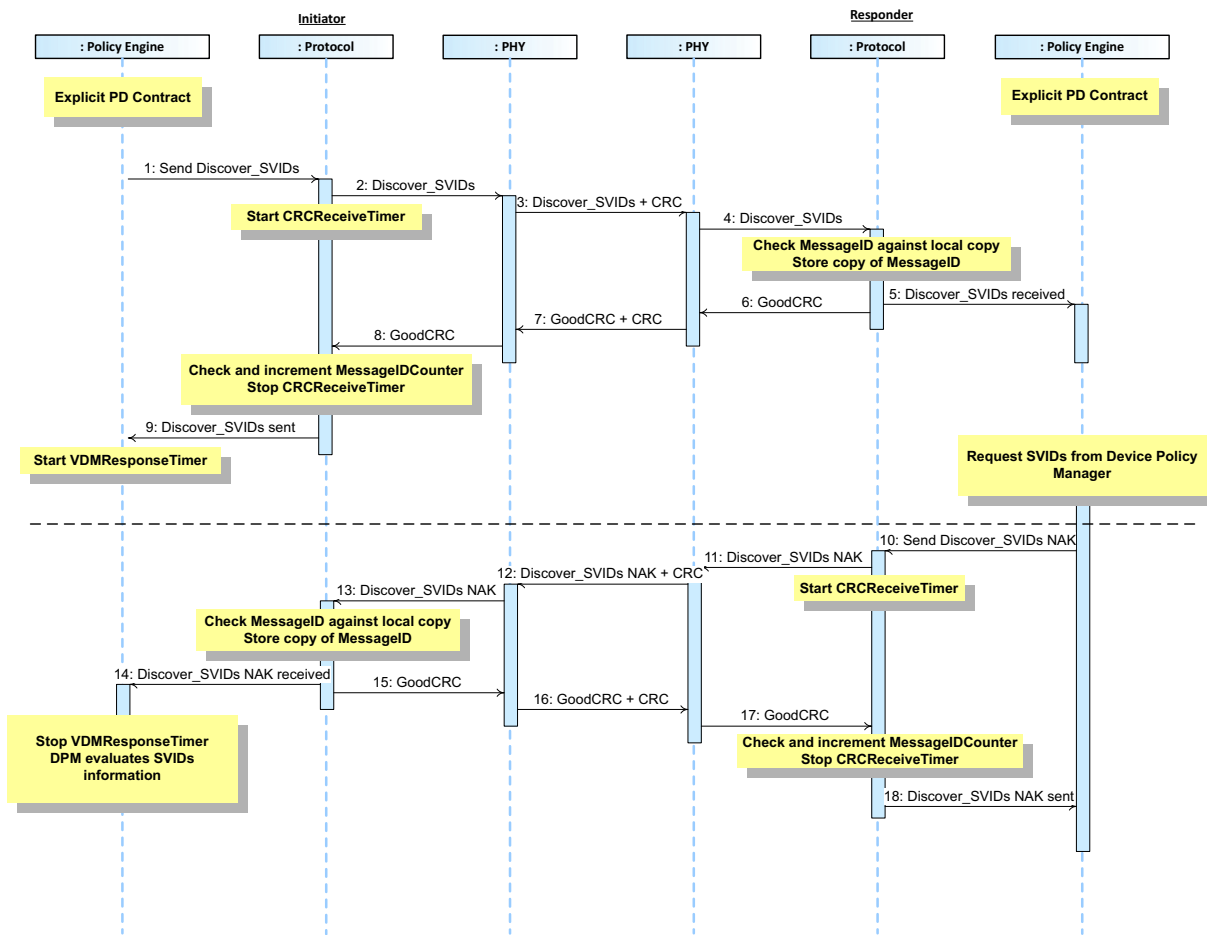 Initiator
Responder
: Policy Engine
: Protocol
: PHY
: PHY
: Protocol
: Policy Engine
Explicit PD Contract
Explicit PD Contract
1: Send Discover_SVIDs
2: Discover_SVIDs
Start CRCReceiveTimer
3: Discover_SVIDs + CRC
4: Discover_SVIDs
Check MessageID against local copy
Store copy of MessageID
5: Discover_SVIDs received
6: GoodCRC
7: GoodCRC + CRC
8: GoodCRC
Check and increment MessageIDCounter
Stop CRCReceiveTimer
9: Discover_SVIDs sent
Start VDMResponseTimer
Request SVIDs from Device Policy
Manager
10: Send Discover_SVIDs NAK
11: Discover_SVIDs NAK
Start CRCReceiveTimer
12: Discover_SVIDs NAK + CRC
13: Discover_SVIDs NAK
Check MessageID against local copy
Store copy of MessageID
14: Discover_SVIDs NAK received
15: GoodCRC
16: GoodCRC + CRC
17: GoodCRC
Stop VDMResponseTimer
DPM evaluates SVIDs
information
Check and increment MessageIDCounter
Stop CRCReceiveTimer
18: Discover_SVIDs NAK sent